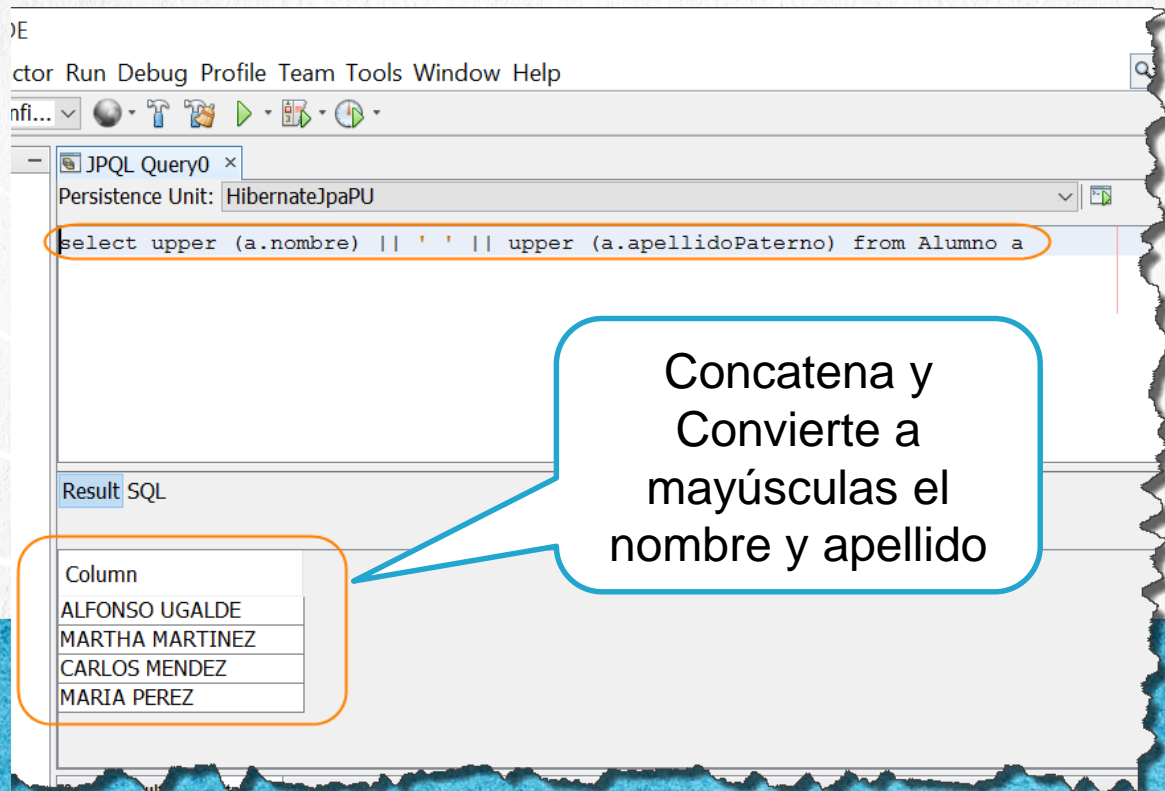 DE
ctor Run Debug Profile Team Tools Window Help
nfi...
JPQL Query0 ×
Persistence Unit: HibernateJpaPU
select upper (a.nombre) || ' ' || upper (a.apellidoPaterno) from Alumno a
Concatena y
Convierte a
mayúsculas el
nombre y apellido
Result SQL
Column
ALFONSO UGALDE
MARTHA MARTINEZ
CARLOS MENDEZ
MARIA PEREZ